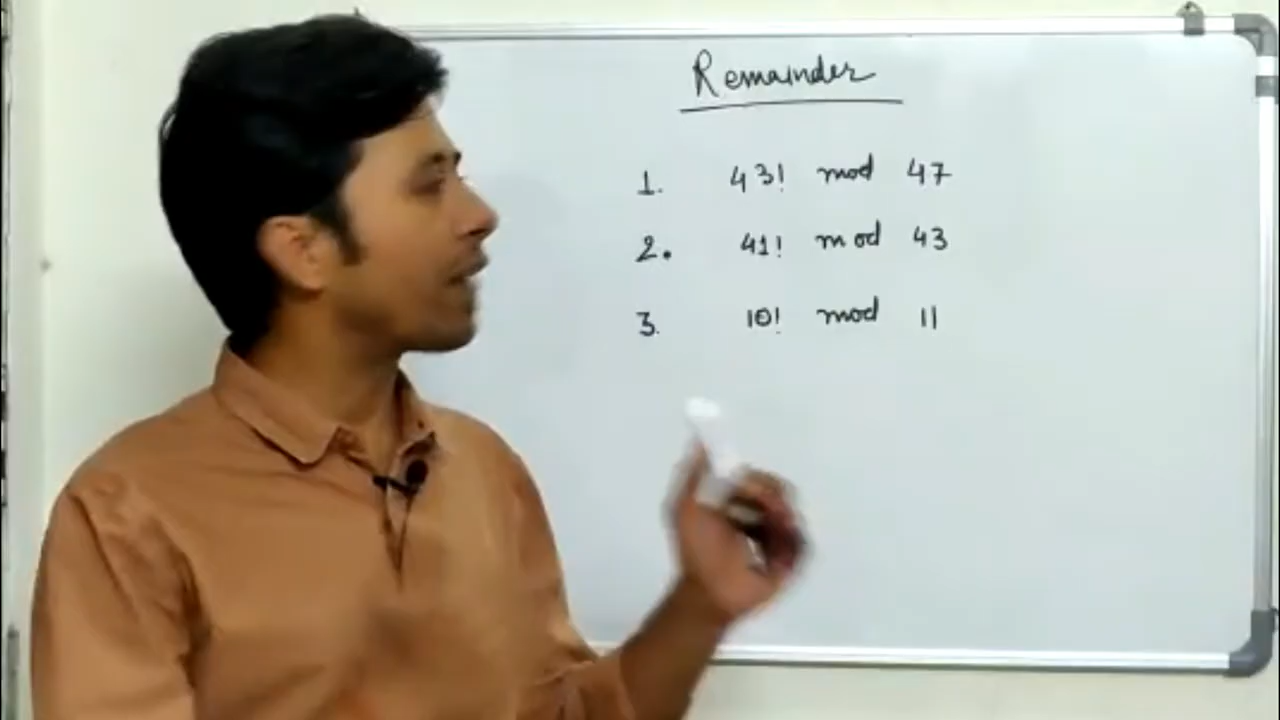 Remainder
1. 43! mod 47
2. 41! mod 43
3. 10! mod 11